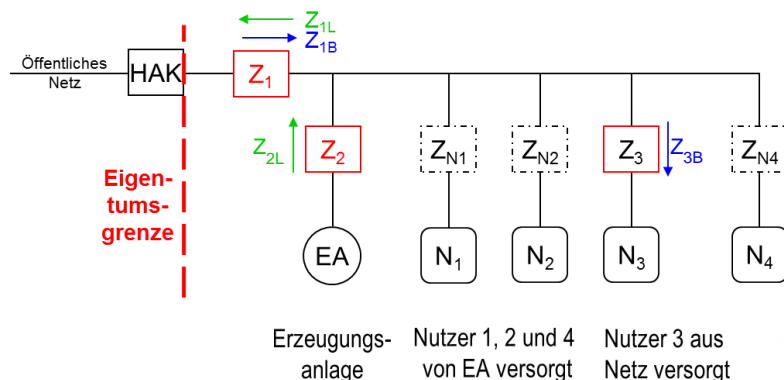 Z1L
Z1B
Öffentliches
Netz
HAK
Z1
Z2L
Z2
ZN1
ZN2
Z3
Z3B
ZN4
Eigen-
tums-
grenze
EA
N1
N2
N3
N4
Erzeugungs-
anlage
Nutzer 1, 2 und 4
von EA versorgt
Nutzer 3 aus
Netz versorgt